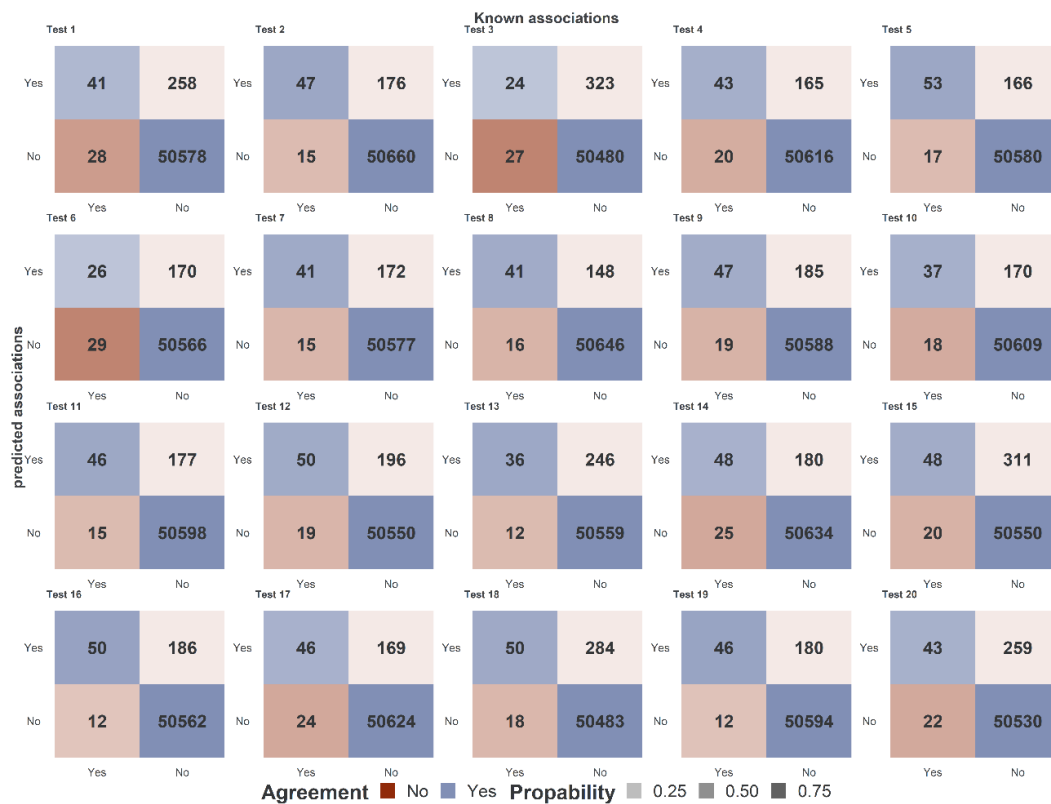 Known associations
Test 1 Test 2 Test 3 Test 4 Test 5
Yes 41 258 Yes 47 176 Yes 24 323 Yes 43 165 Yes 53 166
No 28 50578 No 15 50660 No 27 50480 No 20 50616 No 17 50580
Yes No Yes No Yes No Yes No Yes No
Test 6 Test 7 Test 8 Test 9 Test 10
Yes 26 170 Yes 41 172 Yes 41 148 Yes 47 185 Yes 37 170
No 29 50566 No 15 50577 No 16 50646 No 19 50588 No 18 50609
Yes No Yes No Yes No Yes No Yes No
predicted associations
Test 11 Test 12 Test 13 Test 14 Test 15
Yes 46 177 Yes 50 196 Yes 36 246 Yes 48 180 Yes 48 311
No 15 50598 No 19 50550 No 12 50559 No 25 50634 No 20 50550
Yes No Yes No Yes No Yes No Yes No
Test 16 Test 17 Test 18 Test 19 Test 20
Yes 50 186 Yes 46 169 Yes 50 284 Yes 46 180 Yes 43 259
No 12 50562 No 24 50624 No 18 50483 No 12 50594 No 22 50530
Yes No Yes No Yes No Yes No Yes No
Agreement No Yes Propability 0.25 0.50 0.75